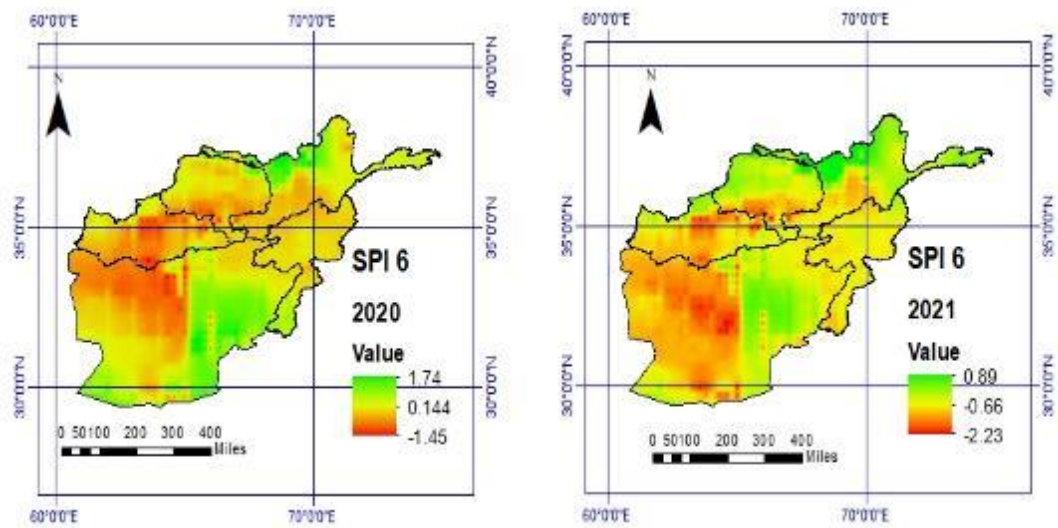 60°0'0"E 70°0'0"E
40°0'0"N
35°0'0"N
30°0'0"N
N
35°0'0"N
30°0'0"N
SPI 6
2020
Value
1.74
0.144
-1.45
0 50100 200 300 400
Miles
60°0'0"E 70°0'0"E
60°0'0"E 70°0'0"E
40°0'0"N
35°0'0"N
30°0'0"N
N
40°0'0"N
35°0'0"N
30°0'0"N
SPI 6
2021
Value
0.89
-0.66
-2.23
0 50100 200 300 400
Miles
60°0'0"E 70°0'0"E